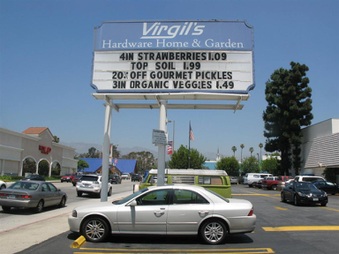 Virgil's
Hardware Home & Garden
4IN STRAWBERRIES 1.09
TOP SOIL 1.99
20% OFF GOURMET PICKLES
3IN ORGANIC VEGGIES 1.49